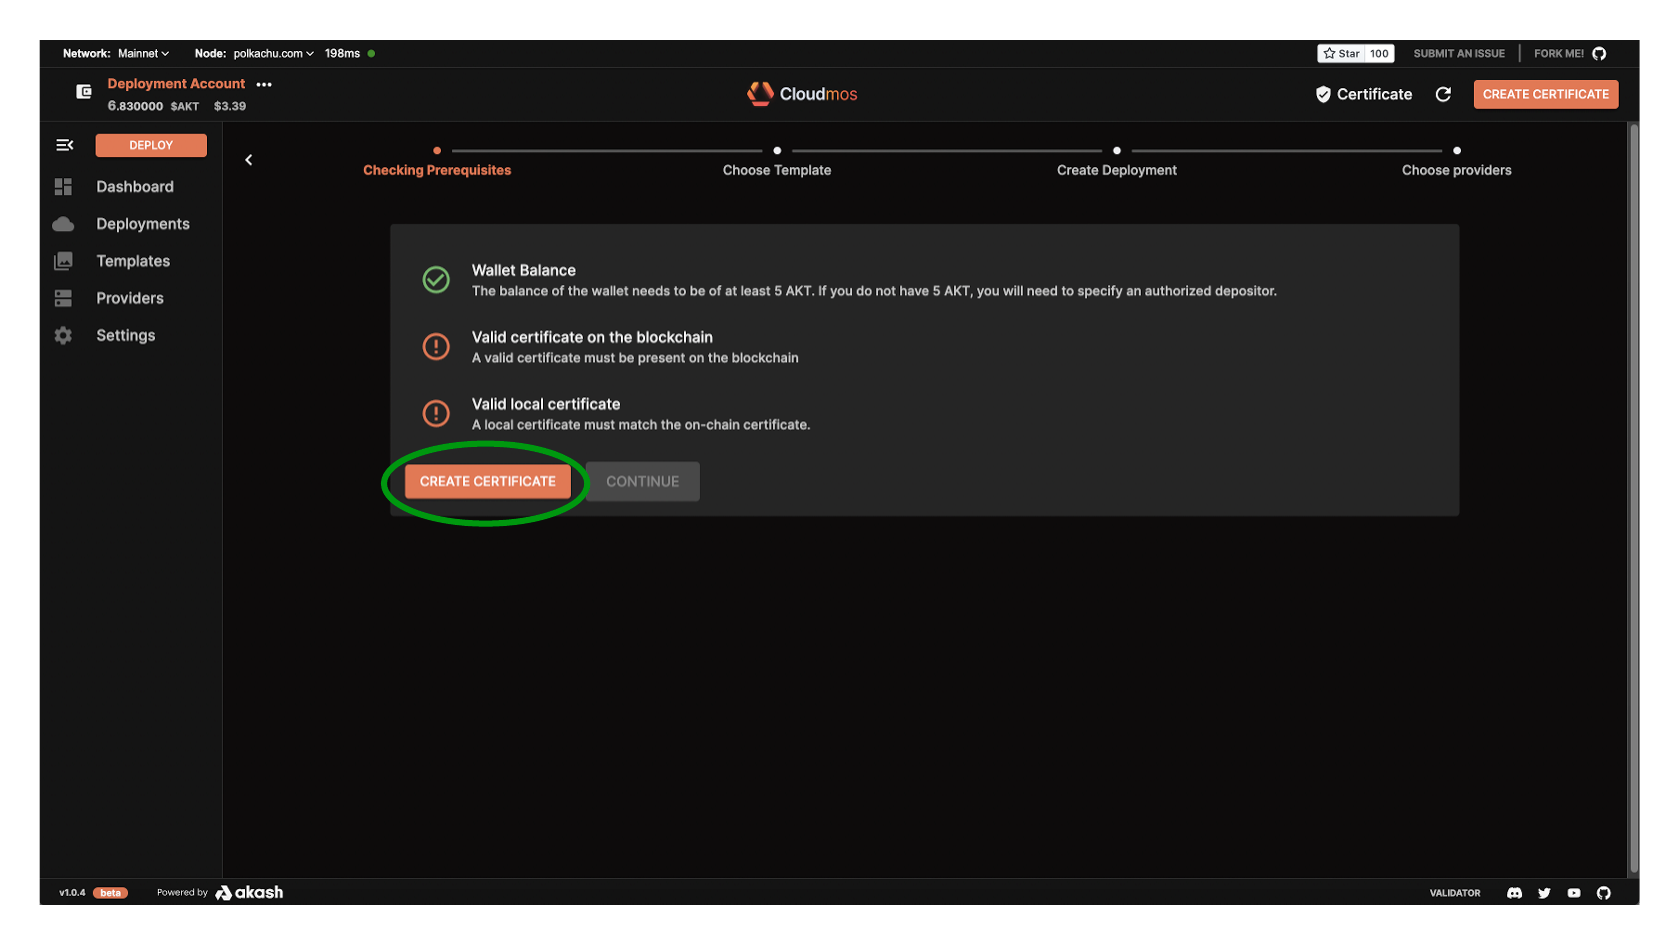 Network: Mainnet Node: polkachu.com 198ms
Star 100 SUBMIT AN ISSUE FORK ME!
Deployment Account •••
6.830000 $AKT $3.39
Cloudmos
Certificate CREATE CERTIFICATE
DEPLOY
Dashboard
Deployments
Templates
Providers
Settings
Checking Prerequisites Choose Template Create Deployment Choose providers
Wallet Balance
The balance of the wallet needs to be of at least 5 AKT. If you do not have 5 AKT, you will need to specify an authorized depositor.
Valid certificate on the blockchain
A valid certificate must be present on the blockchain
Valid local certificate
A local certificate must match the on-chain certificate.
CREATE CERTIFICATE CONTINUE
v1.0.4 beta Powered by akash
VALIDATOR